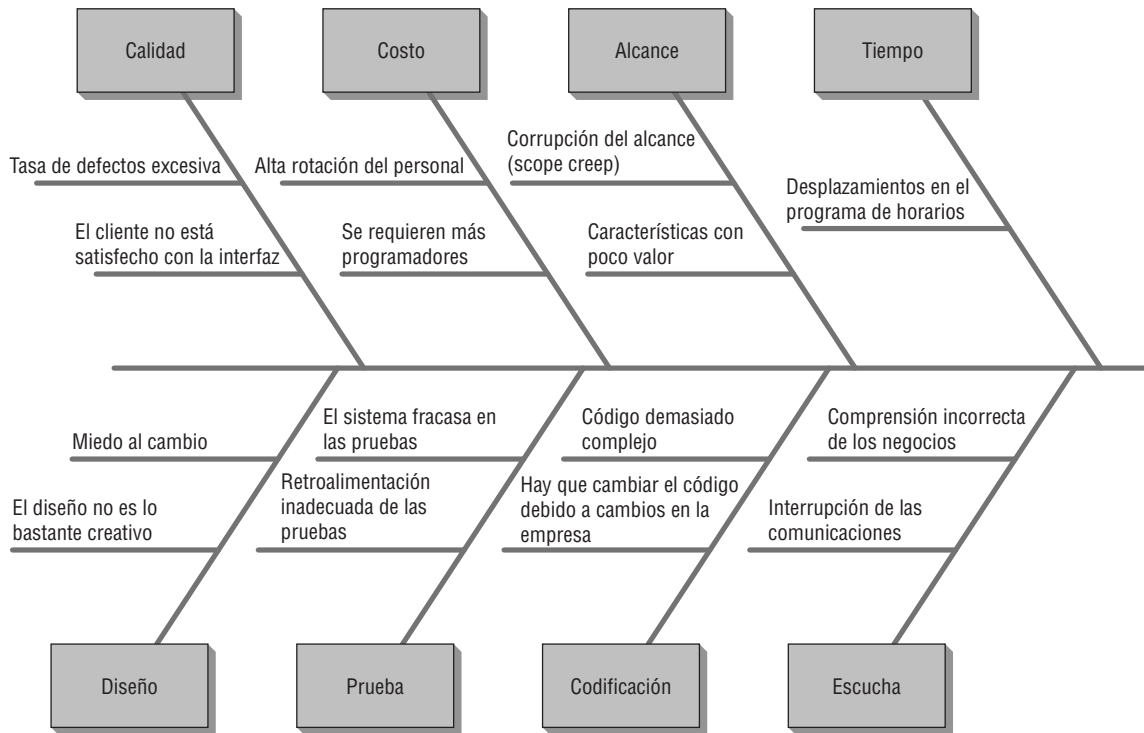 Calidad
Costo
Alcance
Tiempo
Tasa de defectos excesiva
El cliente no está
satisfecho con la interfaz
Alta rotación del personal
Se requieren más
programadores
Corrupción del alcance
(scope creep)
Características con
poco valor
Desplazamientos en el
programa de horarios
Miedo al cambio
El diseño no es lo
bastante creativo
El sistema fracasa en
las pruebas
Retroalimentación
inadecuada de las
pruebas
Código demasiado
complejo
Hay que cambiar el código
debido a cambios en la
empresa
Comprensión incorrecta
de los negocios
Interrupción de las
comunicaciones
Diseño
Prueba
Codificación
Escucha